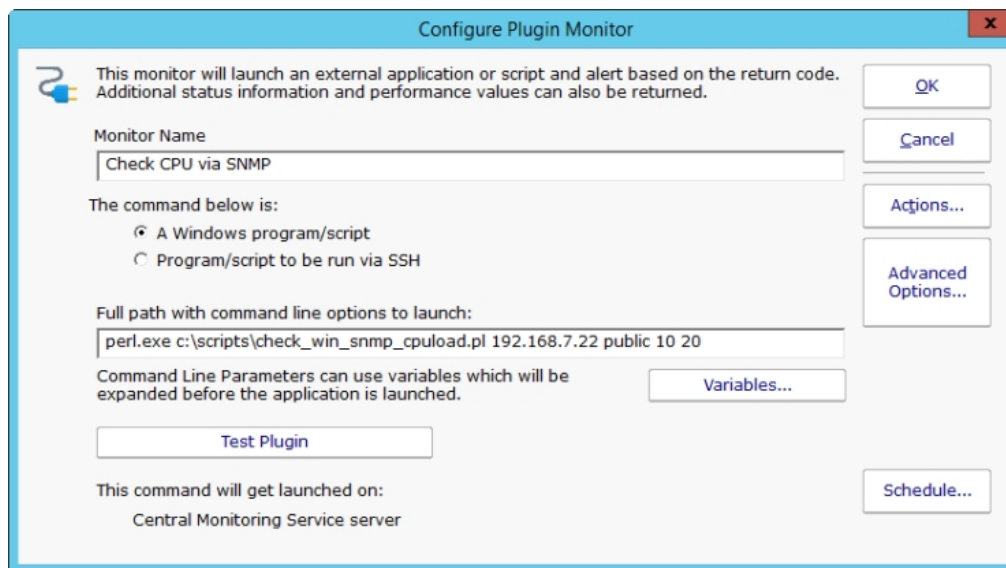 Configure Plugin Monitor
x
This monitor will launch an external application or script and alert based on the return code.
Additional status information and performance values can also be returned.
OK
Monitor Name
Cancel
Check CPU via SNMP
The command below is:
Actions...
A Windows program/script
Program/script to be run via SSH
Advanced
Options...
Full path with command line options to launch:
perl.exe c:\scripts\check_win_snmp_cpuload.pl 192.168.7.22 public 10 20
Command Line Parameters can use variables which will be
expanded before the application is launched.
Variables...
Test Plugin
This command will get launched on:
Schedule...
Central Monitoring Service server